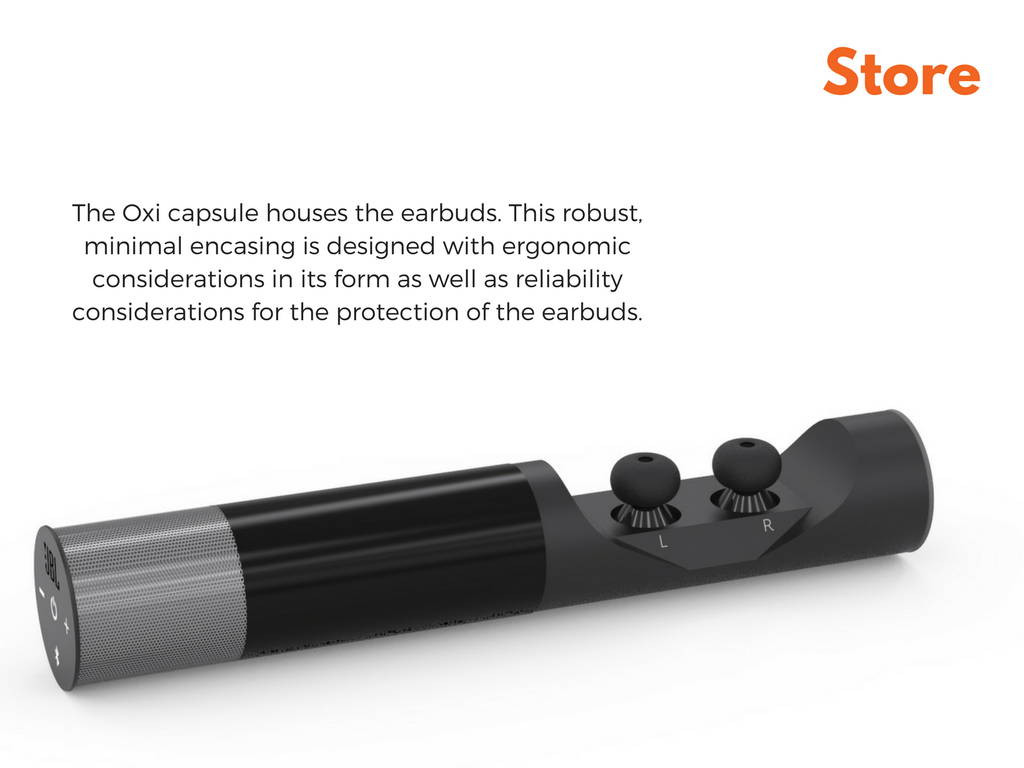 Store
The Oxi capsule houses the earbuds. This robust,
minimal encasing is designed with ergonomic
considerations in its form as well as reliability
considerations for the protection of the earbuds.
L
R
JBL